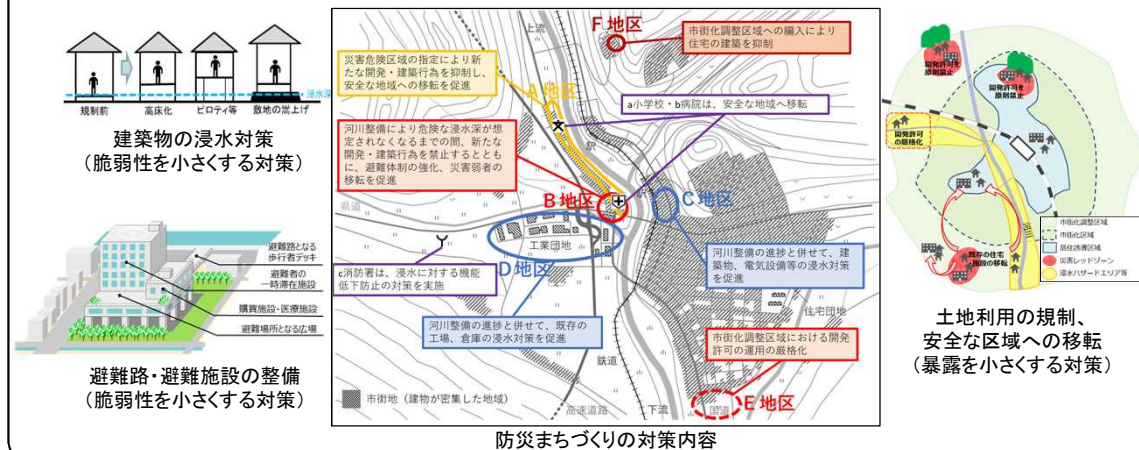 浸水深
規制前
高床化
ピロティ等
敷地の嵩上げ
建築物の浸水対策
(脆弱性を小さくする対策)
避難路となる
歩行者デッキ
避難者の
一時滞在施設
購買施設・医療施設
避難場所となる広場
避難路・避難施設の整備
(脆弱性を小さくする対策)
上流
F地区
市街化調整区域への編入により
住宅の建築を抑制
災害危険区域の指定により新
たな開発・建築行為を抑制し、
安全な地域への移転を促進
A地区
a小学校・b病院は、安全な地域へ移転
河川整備により危険な浸水深が想
定されなくなるまでの間、新たな
開発・建築行為を禁止するととも
に、避難体制の強化、災害弱者の
移転を促進
駅
県道
B地区
C地区
工業団地
D地区
河川整備の進捗と併せて、建
築物、電気設備等の浸水対策
を促進
c消防署は、浸水に対する機能
低下防止の対策を実施
河川整備の進捗と併せて、既存の
工場、倉庫の浸水対策を促進
住宅団地
市街化調整区域における開発
許可の運用の厳格化
鉄道
市街地(建物が密集した地域)
高速道路
下流
国道
E地区
防災まちづくりの対策内容
開発許可を
原則禁止
開発許可を
原則禁止
開発許可
の厳格化
河川
既存の住宅
施設の移転
市街化調整区域
市街化区域
居住誘導区域
災害レッドゾーン
浸水ハザードエリア等
土地利用の規制、
安全な区域への移転
(暴露を小さくする対策)